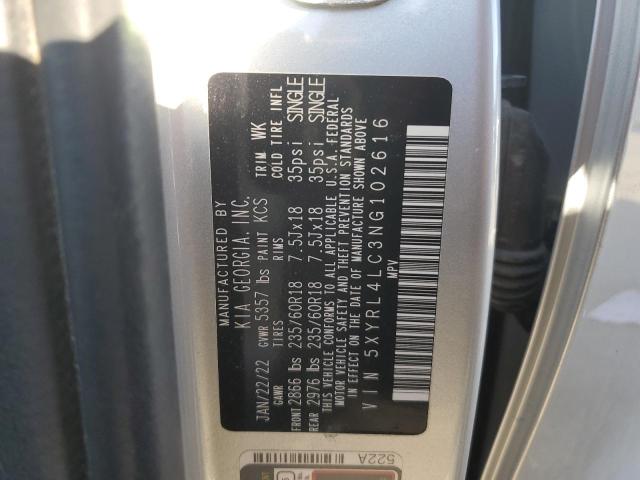 MANUFACTURED BY
KIA GEORGIA, INC.
JAN/22/22 GVWR 5357 lbs PAINT KCS TRIM WK
GAWR TIRES RIMS COLD TIRE INFL
FRONT 2866 lbs 235/60R18 7.5Jx18 35psi SINGLE
REAR 2976 lbs 235/60R18 7.5Jx18 35psi SINGLE
THIS VEHICLE CONFORMS TO ALL APPLICABLE U.S.A. FEDERAL
MOTOR VEHICLE SAFETY AND THEFT PREVENTION STANDARDS
IN EFFECT ON THE DATE OF MANUFACTURE SHOWN ABOVE
VIN 5XYRL4LC3NG102616
MPV
522A